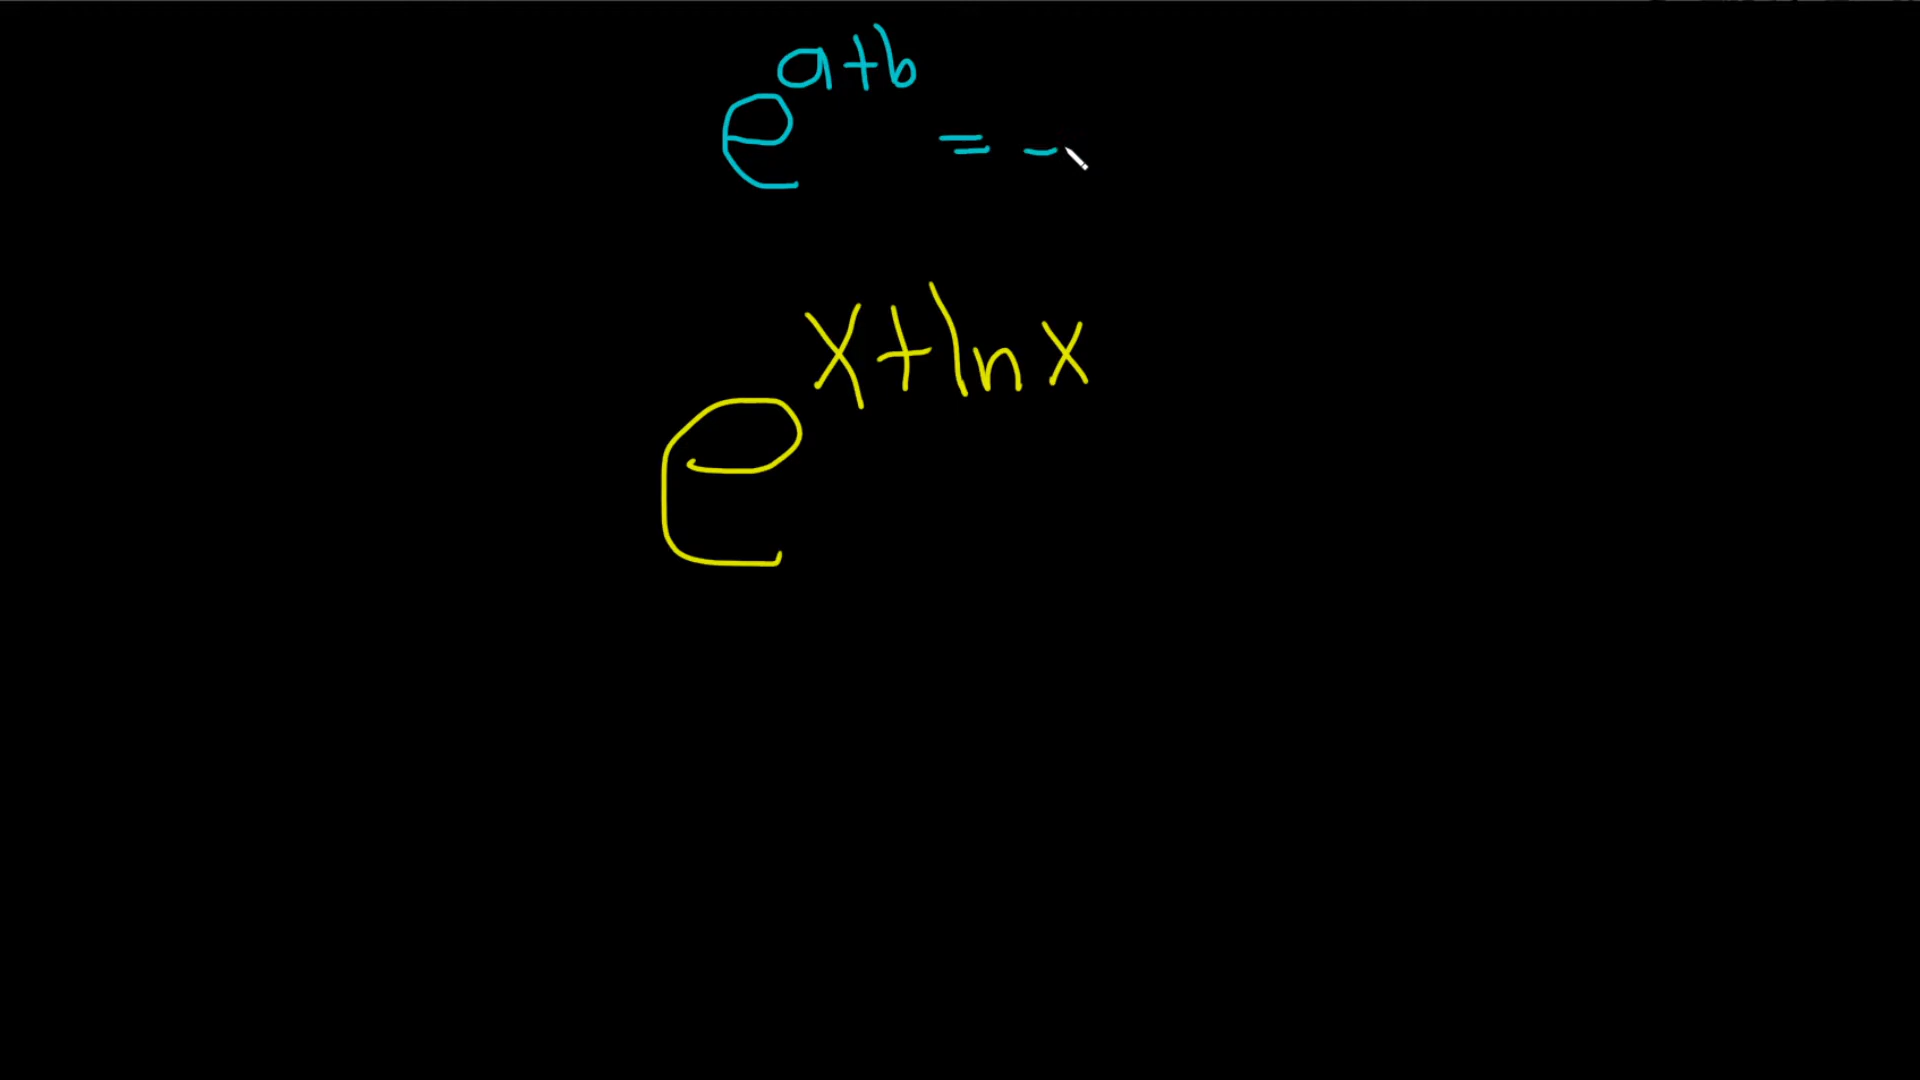 e^{a+b} = -
e^{x+ln x}